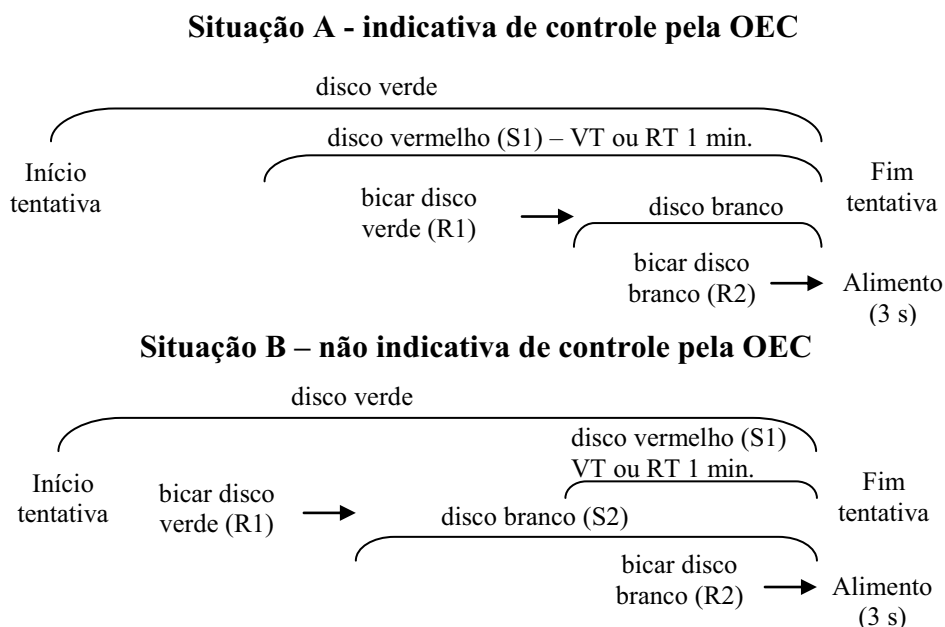 Situação A - indicativa de controle pela OEC
disco verde
disco vermelho (S1) – VT ou RT 1 min.
Início
tentativa
Fim
tentativa
bicar disco
verde (R1)
disco branco
bicar disco
branco (R2)
Alimento
(3 s)
Situação B – não indicativa de controle pela OEC
disco verde
disco vermelho (S1)
VT ou RT 1 min.
Início
tentativa
Fim
tentativa
bicar disco
verde (R1)
disco branco (S2)
bicar disco
branco (R2)
Alimento
(3 s)